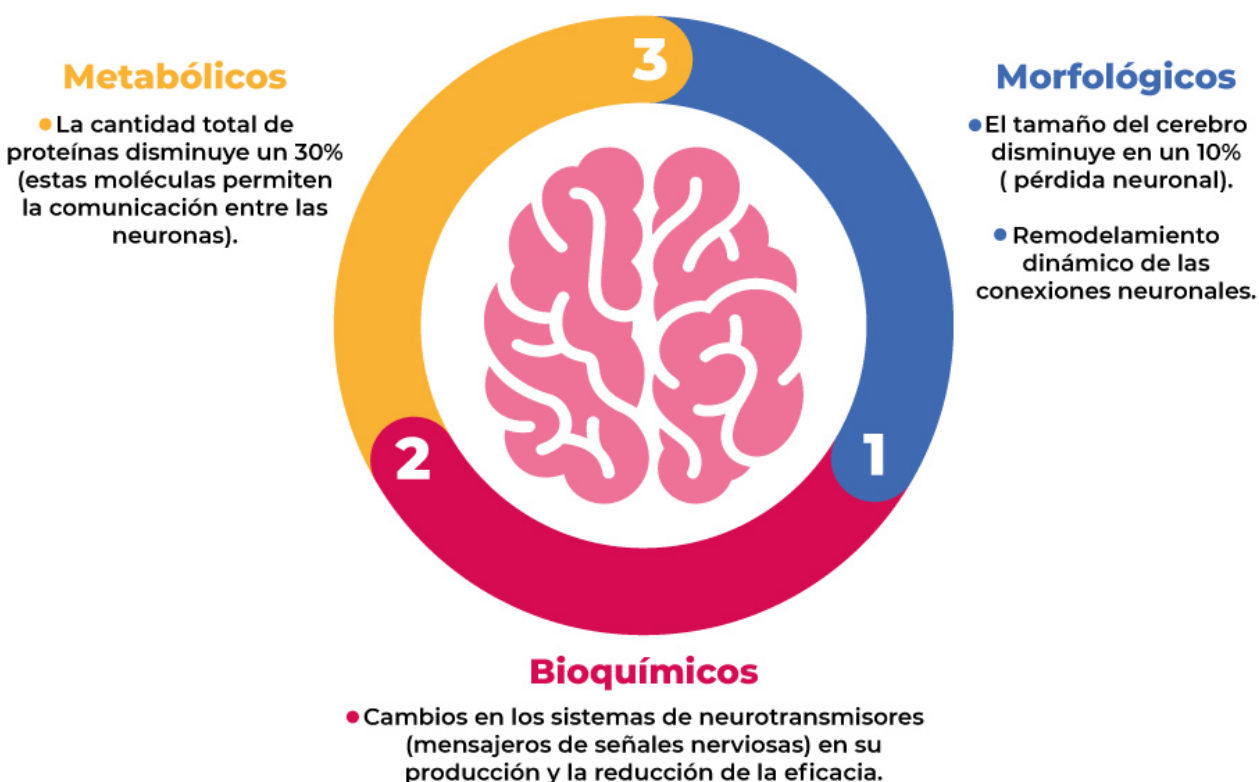 3
Metabólicos
• La cantidad total de
proteínas disminuye un 30%
(estas moléculas permiten
la comunicación entre las
neuronas).
Morfológicos
• El tamaño del cerebro
disminuye en un 10%
( pérdida neuronal).
• Remodelamiento
dinámico de las
conexiones neuronales.
2
1
Bioquímicos
• Cambios en los sistemas de neurotransmisores
(mensajeros de señales nerviosas) en su
producción y la reducción de la eficacia.